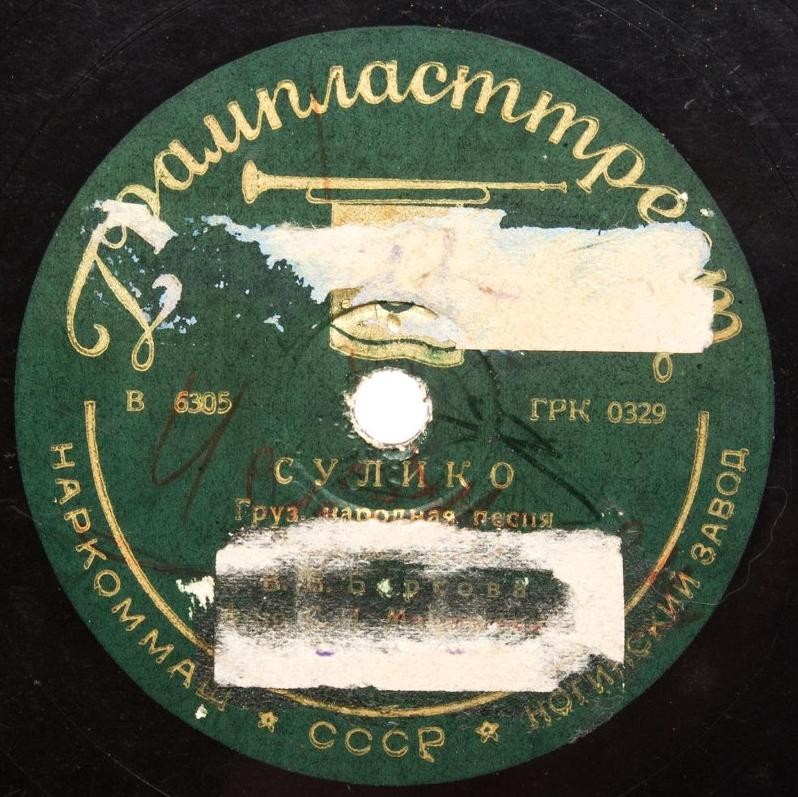 Грампласттрест
В 6305
ГРК 0329
СУЛИКО
Груз. народная песня
НАРКОММАШ ★ СССР ★ НОГИНСКИЙ ЗАВОД